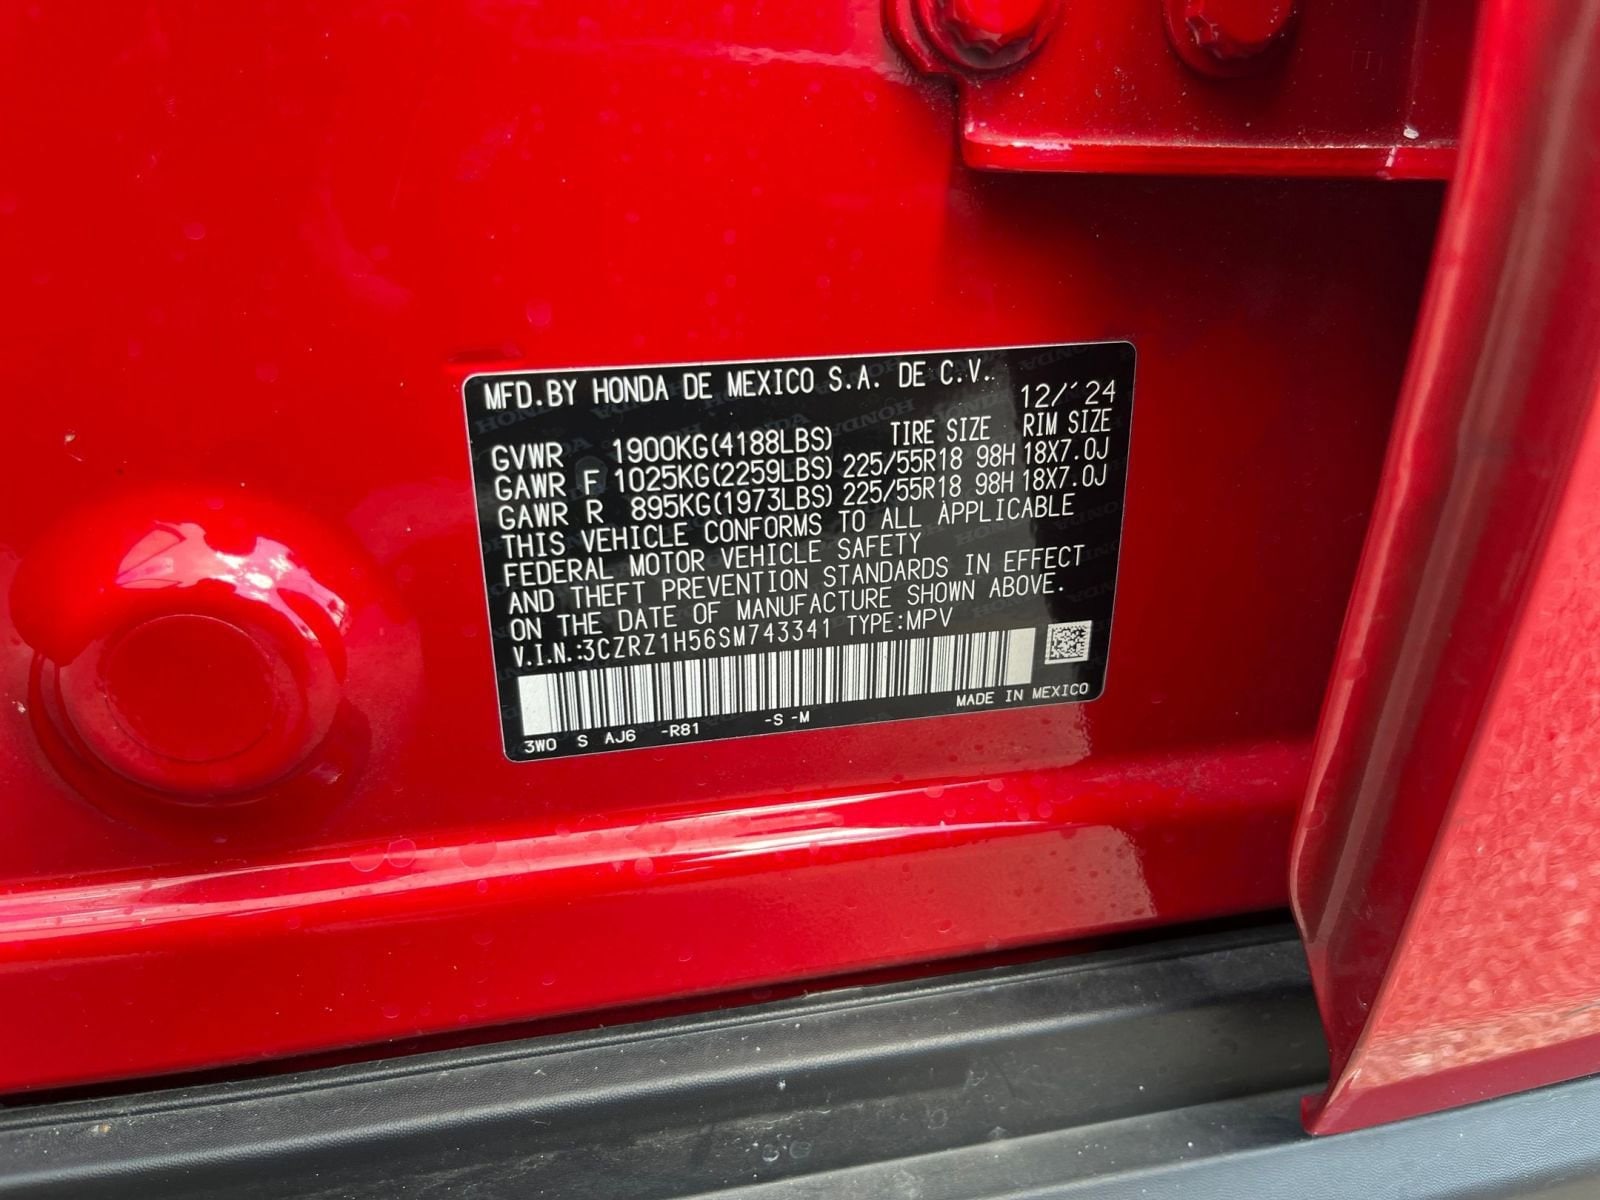 MFD.BY HONDA DE MEXICO S.A. DE C.V.
12/'24
GVWR 1900KG(4188LBS) TIRE SIZE RIM SIZE
GAWR F 1025KG(2259LBS) 225/55R18 98H 18X7.0J
GAWR R 895KG(1973LBS) 225/55R18 98H 18X7.0J
THIS VEHICLE CONFORMS TO ALL APPLICABLE
FEDERAL MOTOR VEHICLE SAFETY
AND THEFT PREVENTION STANDARDS IN EFFECT
ON THE DATE OF MANUFACTURE SHOWN ABOVE.
V.I.N.:3CZRZ1H56SM743341 TYPE:MPV
MADE IN MEXICO
3WO S AJ6 -R81 -S -M